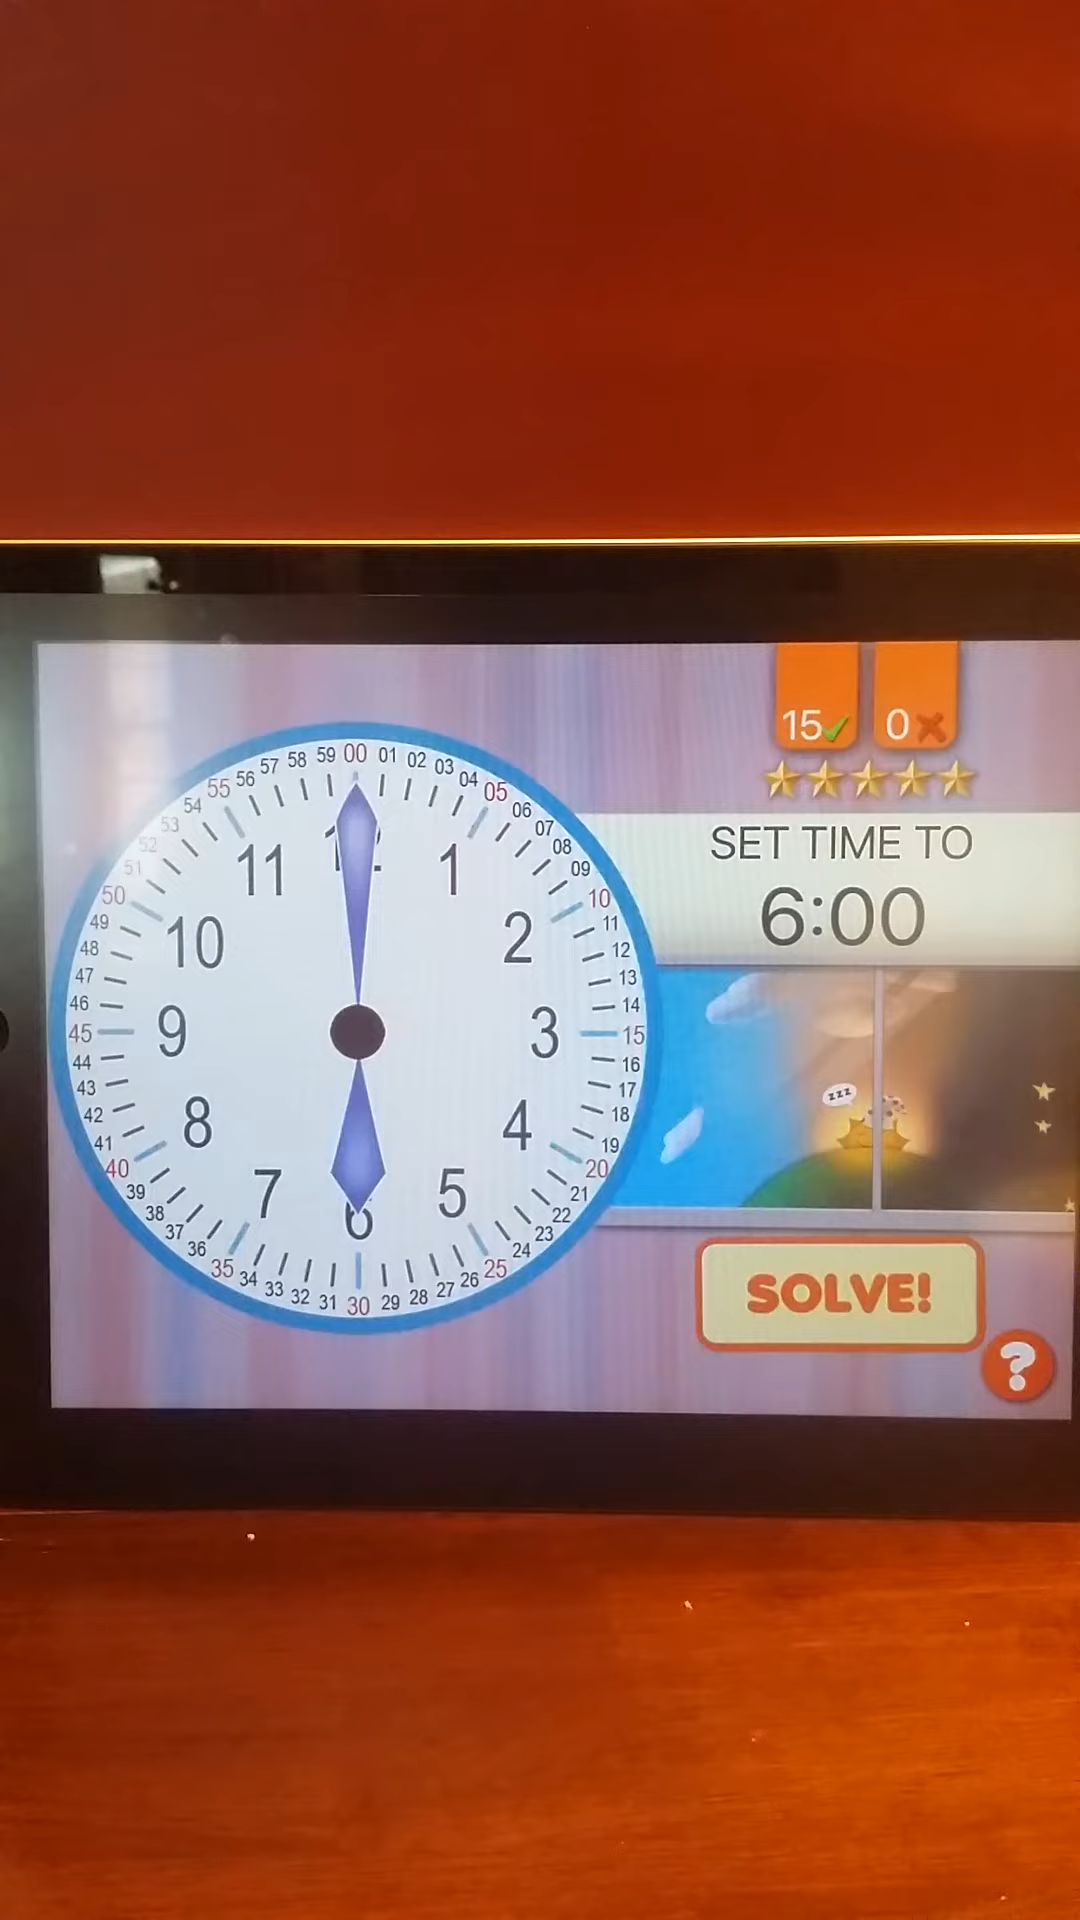 15 0
SET TIME TO
6:00
59 00 01 02 03 04 05 06 07 08 09 10 11 12 13 14 15 16 17 18 19 20 21 22 23 24 25 26 27 28 29 30 31 32 33 34 35 36 37 38 39 40 41 42 43 44 45 46 47 48 49 50 51 52 53 54 55 56 57 58
12 1 2 3 4 5 6 7 8 9 10 11
zzz
SOLVE!
?